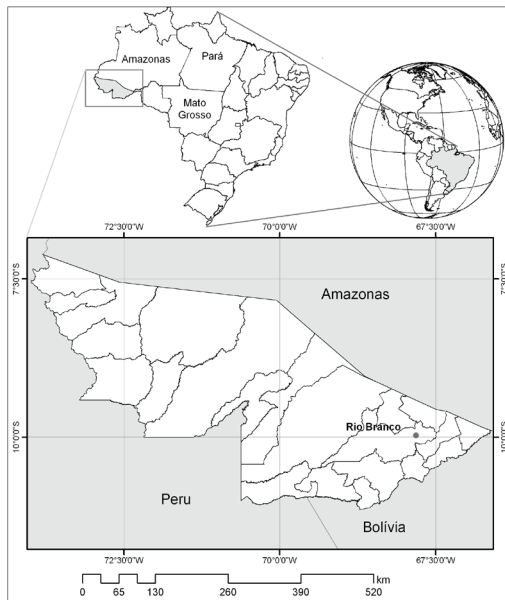 Amazonas
Pará
Mato
Grosso
72°30'0"W
70°0'0"W
67°30'0"W
7°30'0"S
7°30'0"S
Amazonas
Rio Branco
10°0'0"S
10°0'0"S
Peru
Bolívia
72°30'0"W
70°0'0"W
67°30'0"W
km
0 65 130 260 390 520